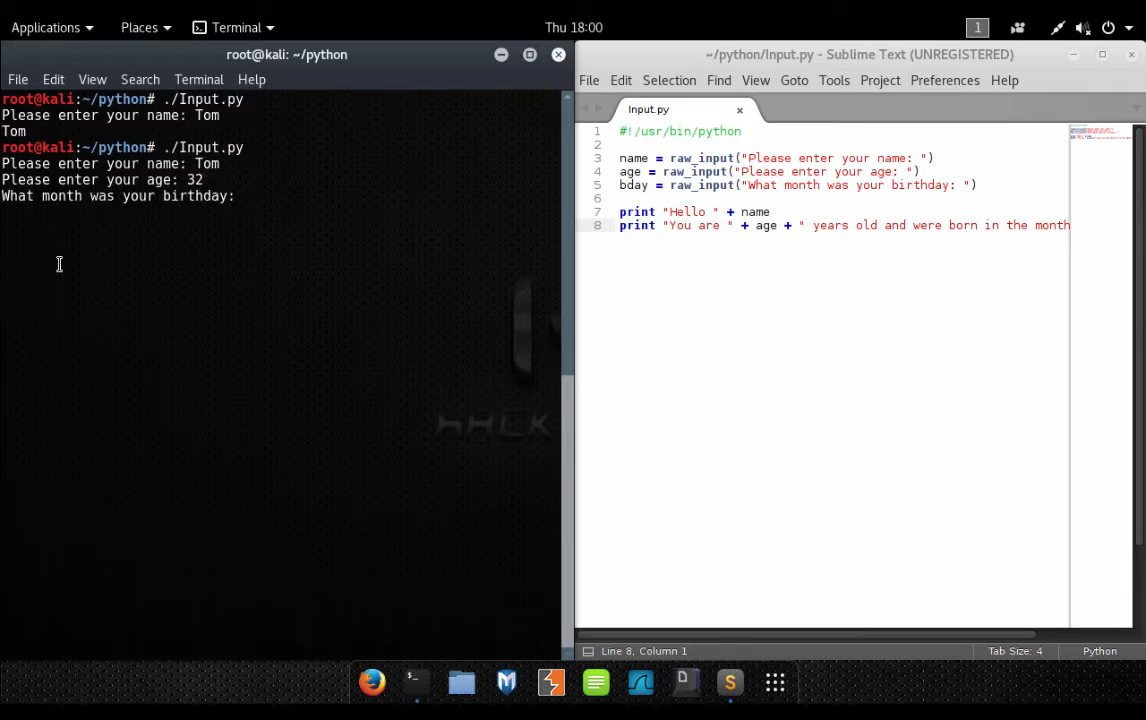 Applications Places Terminal Thu 18:00 1
root@kali: ~/python
File Edit View Search Terminal Help
root@kali:~/python# ./Input.py
Please enter your name: Tom
Tom
root@kali:~/python# ./Input.py
Please enter your name: Tom
Please enter your age: 32
What month was your birthday:
~/python/Input.py - Sublime Text (UNREGISTERED)
File Edit Selection Find View Goto Tools Project Preferences Help
Input.py
1 #!/usr/bin/python
2
3 name = raw_input("Please enter your name: ")
4 age = raw_input("Please enter your age: ")
5 bday = raw_input("What month was your birthday: ")
6
7 print "Hello " + name
8 print "You are " + age + " years old and were born in the month
Line 8, Column 1 Tab Size: 4 Python